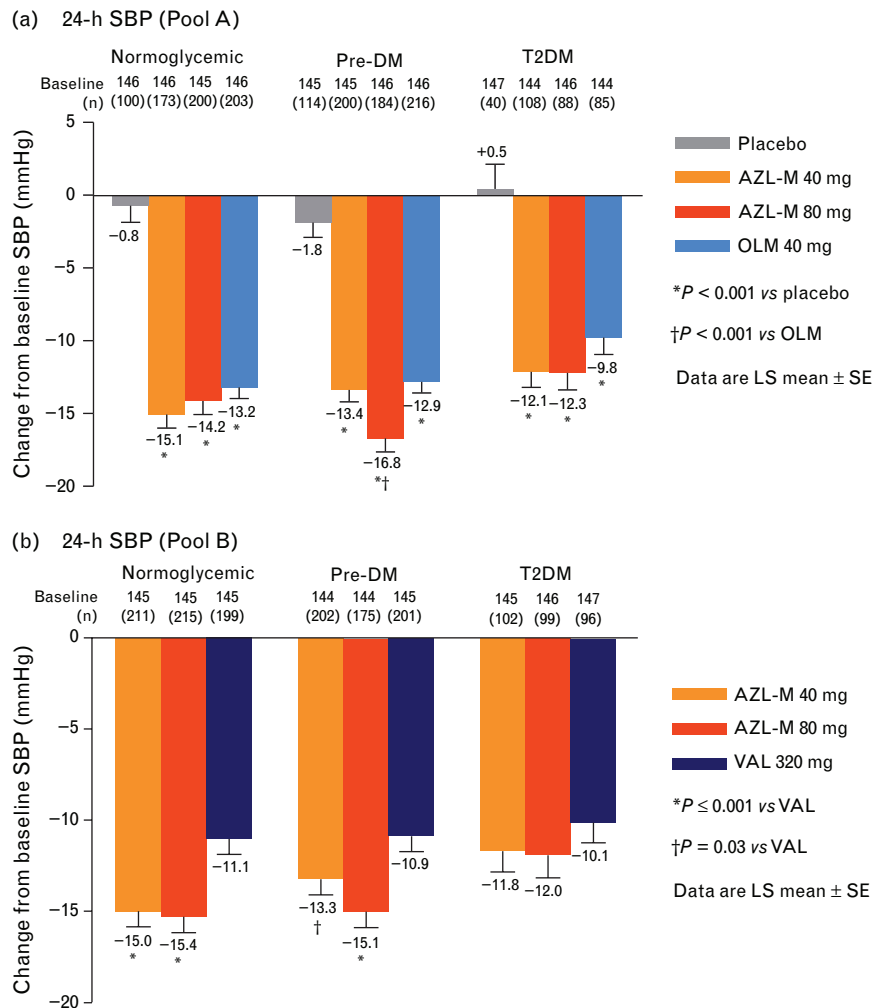 (a) 24-h SBP (Pool A)
Normoglycemic Pre-DM T2DM
Baseline 146 146 145 146 145 145 146 146 147 144 146 144
(n) (100) (173) (200) (203) (114) (200) (184) (216) (40) (108) (88) (85)
Change from baseline SBP (mmHg)
5
0
−5
−10
−15
−20
−0.8
−15.1
*
−14.2
*
−13.2
*
−1.8
−13.4
*
−16.8
*†
−12.9
*
+0.5
−12.1
*
−12.3
*
−9.8
*
Placebo
AZL-M 40 mg
AZL-M 80 mg
OLM 40 mg
*P < 0.001 vs placebo
†P < 0.001 vs OLM
Data are LS mean ± SE
(b) 24-h SBP (Pool B)
Normoglycemic Pre-DM T2DM
Baseline 145 145 145 144 144 145 145 146 147
(n) (211) (215) (199) (202) (175) (201) (102) (99) (96)
Change from baseline SBP (mmHg)
0
−5
−10
−15
−20
−15.0
*
−15.4
*
−11.1
−13.3
†
−15.1
*
−10.9
−11.8
−12.0
−10.1
AZL-M 40 mg
AZL-M 80 mg
VAL 320 mg
*P ≤ 0.001 vs VAL
†P = 0.03 vs VAL
Data are LS mean ± SE